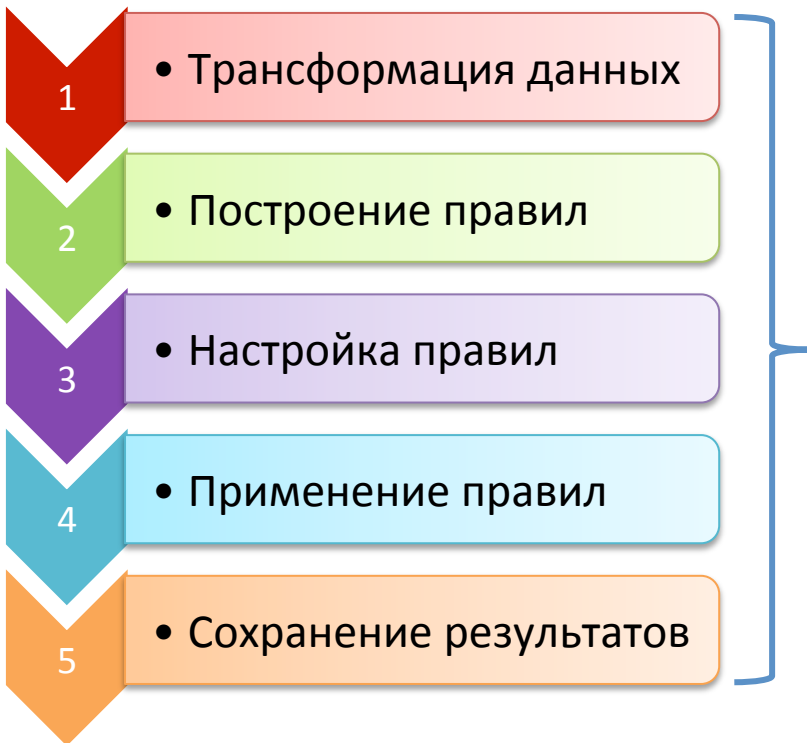 1
• Трансформация данных
2
• Построение правил
3
• Настройка правил
4
• Применение правил
5
• Сохранение результатов